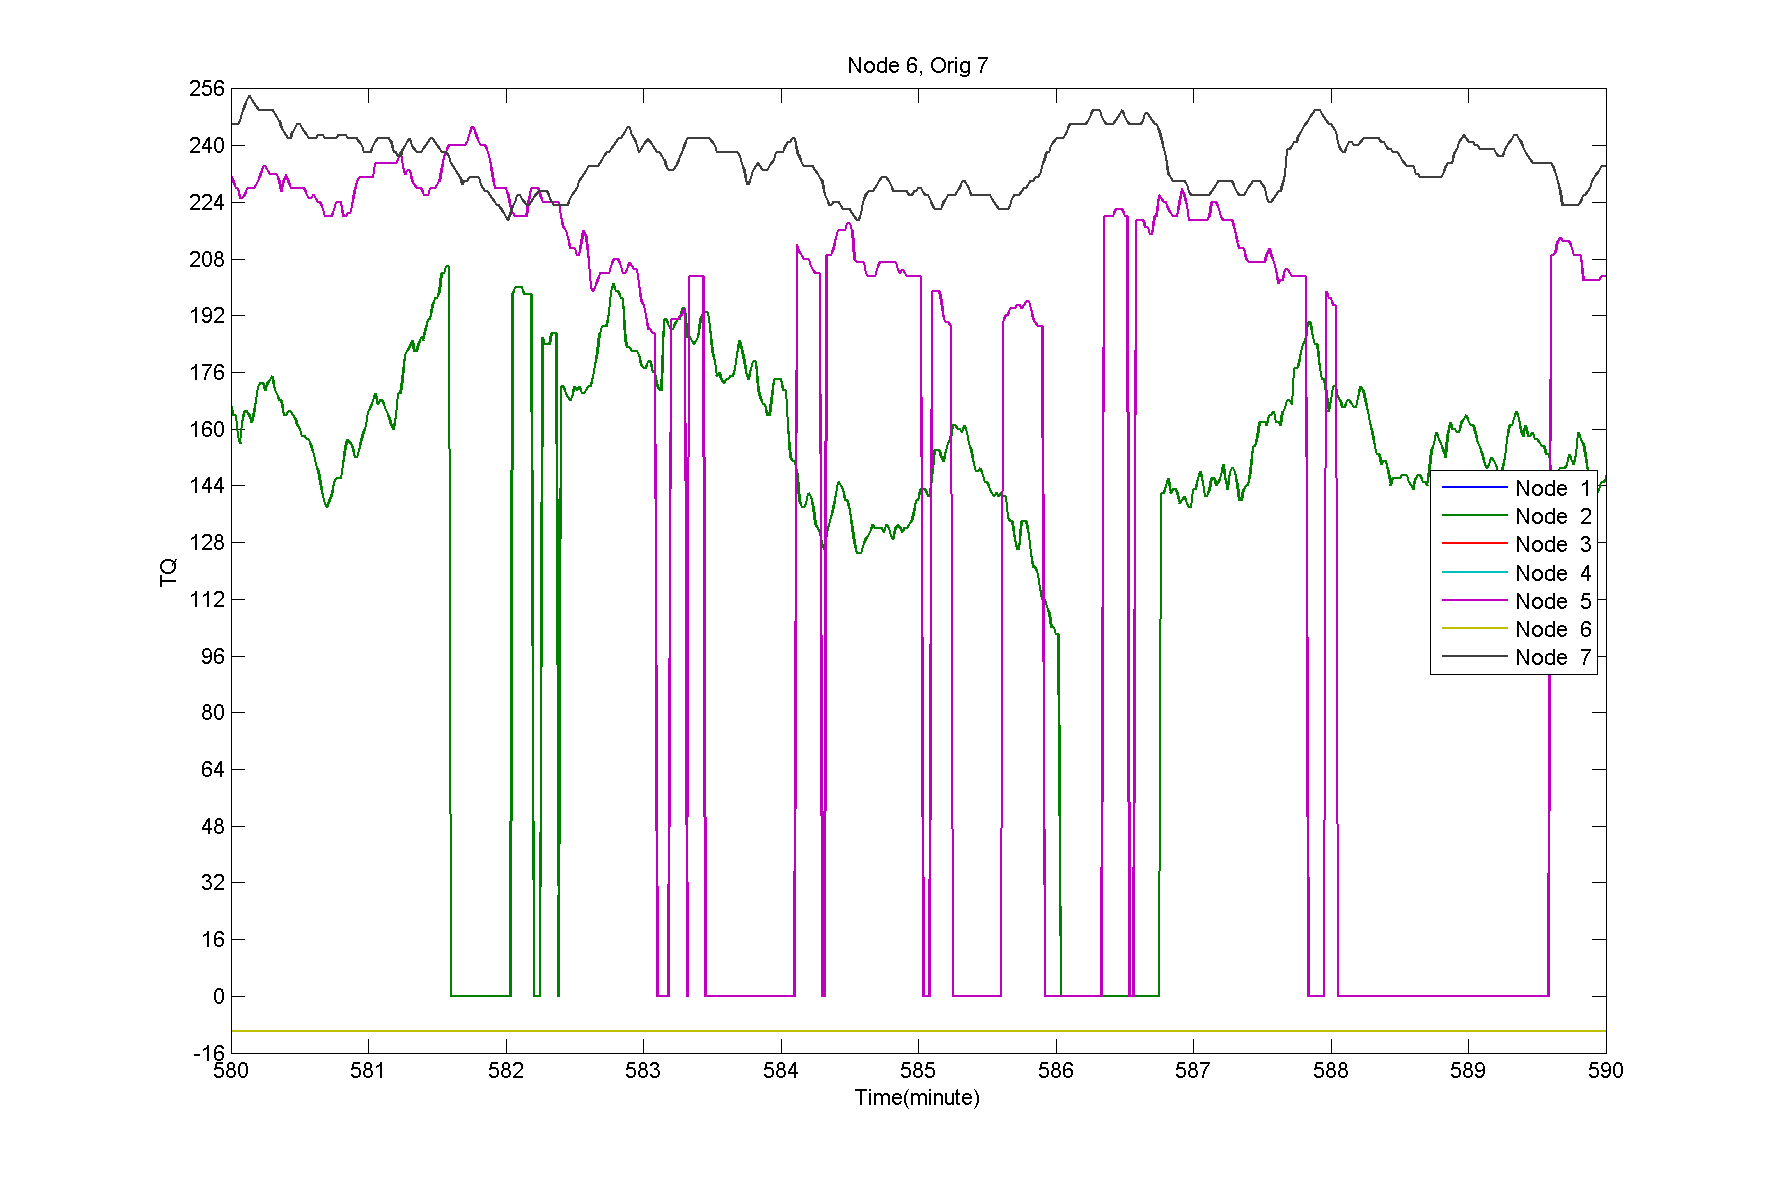 Node 6, Orig 7
256
240
224
208
192
176
160
144
128
112
96
80
64
48
32
16
0
-16
TQ
Node 1
Node 2
Node 3
Node 4
Node 5
Node 6
Node 7
580 581 582 583 584 585 586 587 588 589 590
Time(minute)